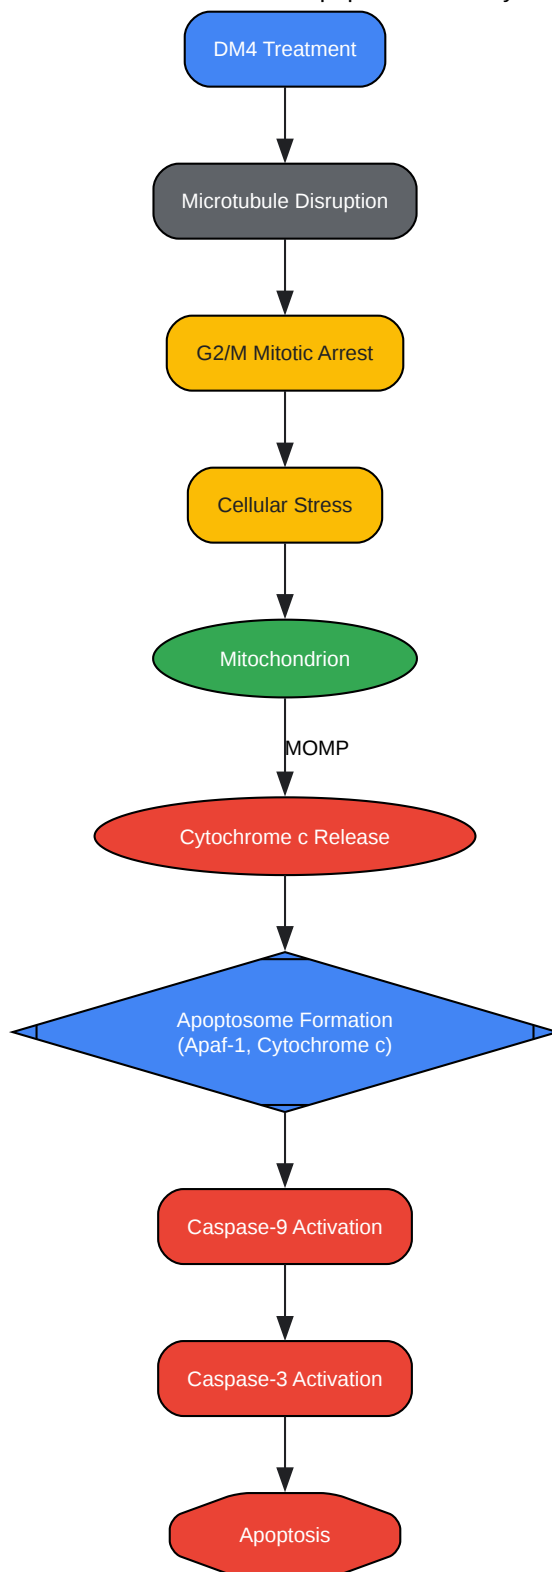 DM4 Treatment
Microtubule Disruption
G2/M Mitotic Arrest
Cellular Stress
Mitochondrion
MOMP
Cytochrome c Release
Apoptosome Formation
(Apaf-1, Cytochrome c)
Caspase-9 Activation
Caspase-3 Activation
Apoptosis